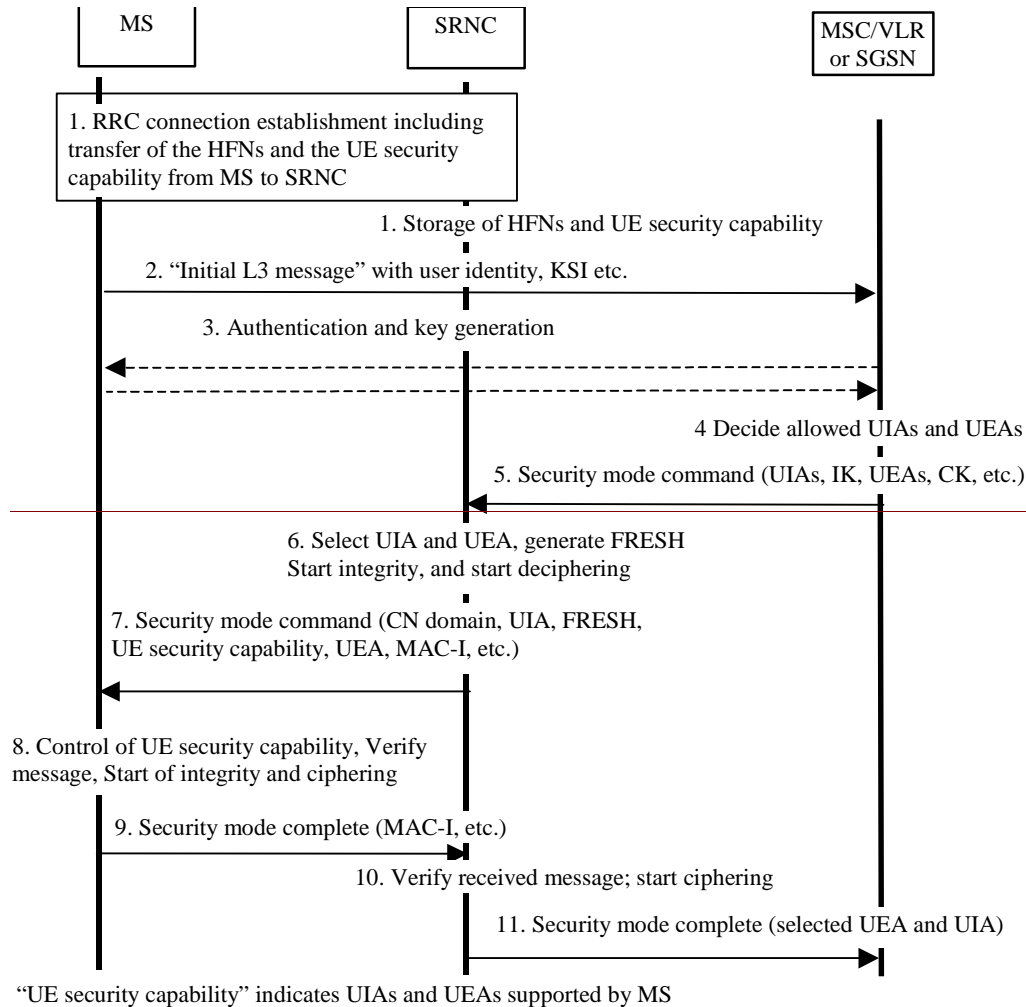 MS
SRNC
MSC/VLR
or SGSN
1. RRC connection establishment including
transfer of the HFNs and the UE security
capability from MS to SRNC
1. Storage of HFNs and UE security capability
2. “Initial L3 message” with user identity, KSI etc.
3. Authentication and key generation
4 Decide allowed UIAs and UEAs
5. Security mode command (UIAs, IK, UEAs, CK, etc.)
6. Select UIA and UEA, generate FRESH
Start integrity, and start deciphering
7. Security mode command (CN domain, UIA, FRESH,
UE security capability, UEA, MAC-I, etc.)
8. Control of UE security capability, Verify
message, Start of integrity and ciphering
9. Security mode complete (MAC-I, etc.)
10. Verify received message; start ciphering
11. Security mode complete (selected UEA and UIA)
“UE security capability” indicates UIAs and UEAs supported by MS